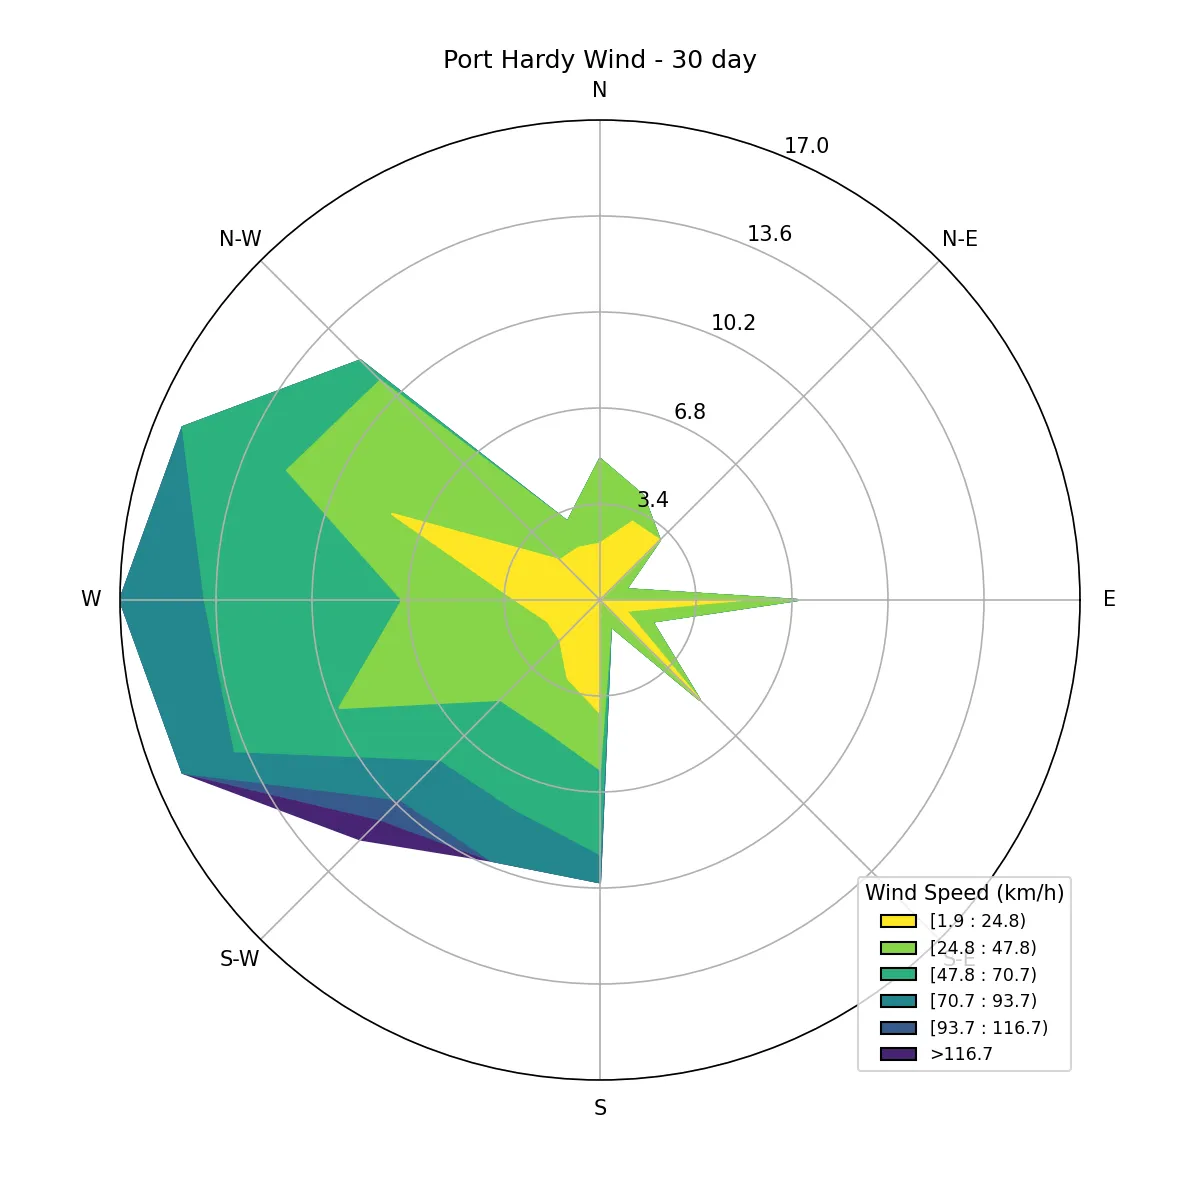 Port Hardy Wind - 30 day
N
17.0
13.6
N-W
N-E
10.2
6.8
3.4
W
E
Wind Speed (km/h)
[1.9 : 24.8)
[24.8 : 47.8)
S-W
S-E
[47.8 : 70.7)
[70.7 : 93.7)
[93.7 : 116.7)
>116.7
S